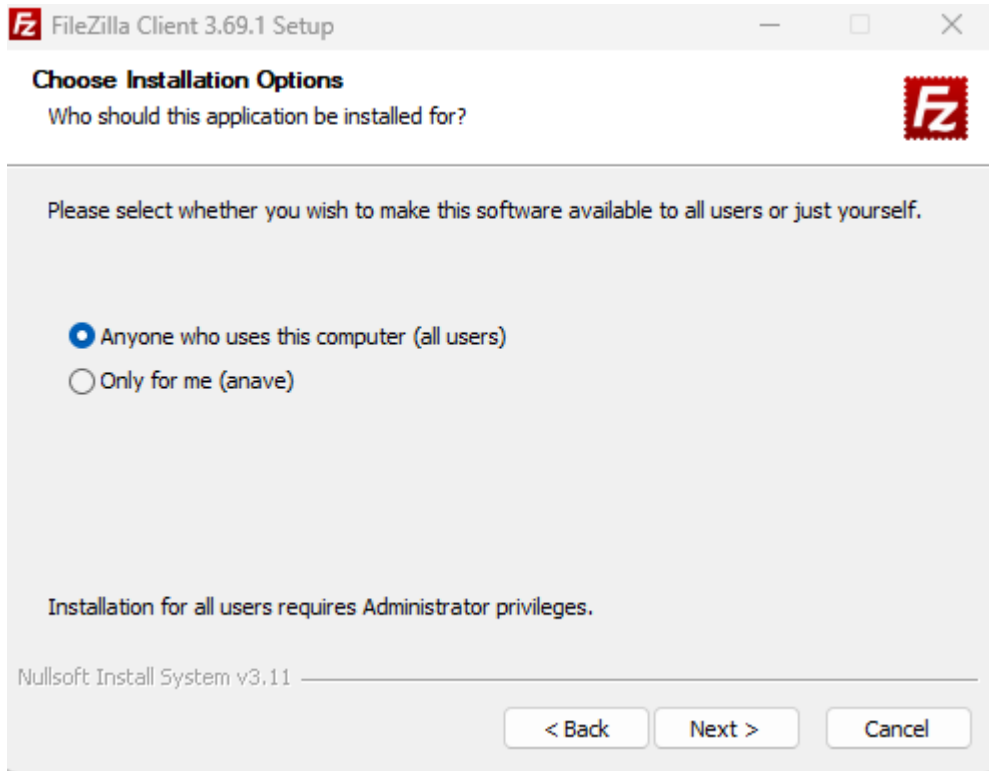 FileZilla Client 3.69.1 Setup
Choose Installation Options
Who should this application be installed for?
Fz
Please select whether you wish to make this software available to all users or just yourself.
Anyone who uses this computer (all users)
Only for me (anave)
Installation for all users requires Administrator privileges.
Nullsoft Install System v3.11
< Back
Next >
Cancel